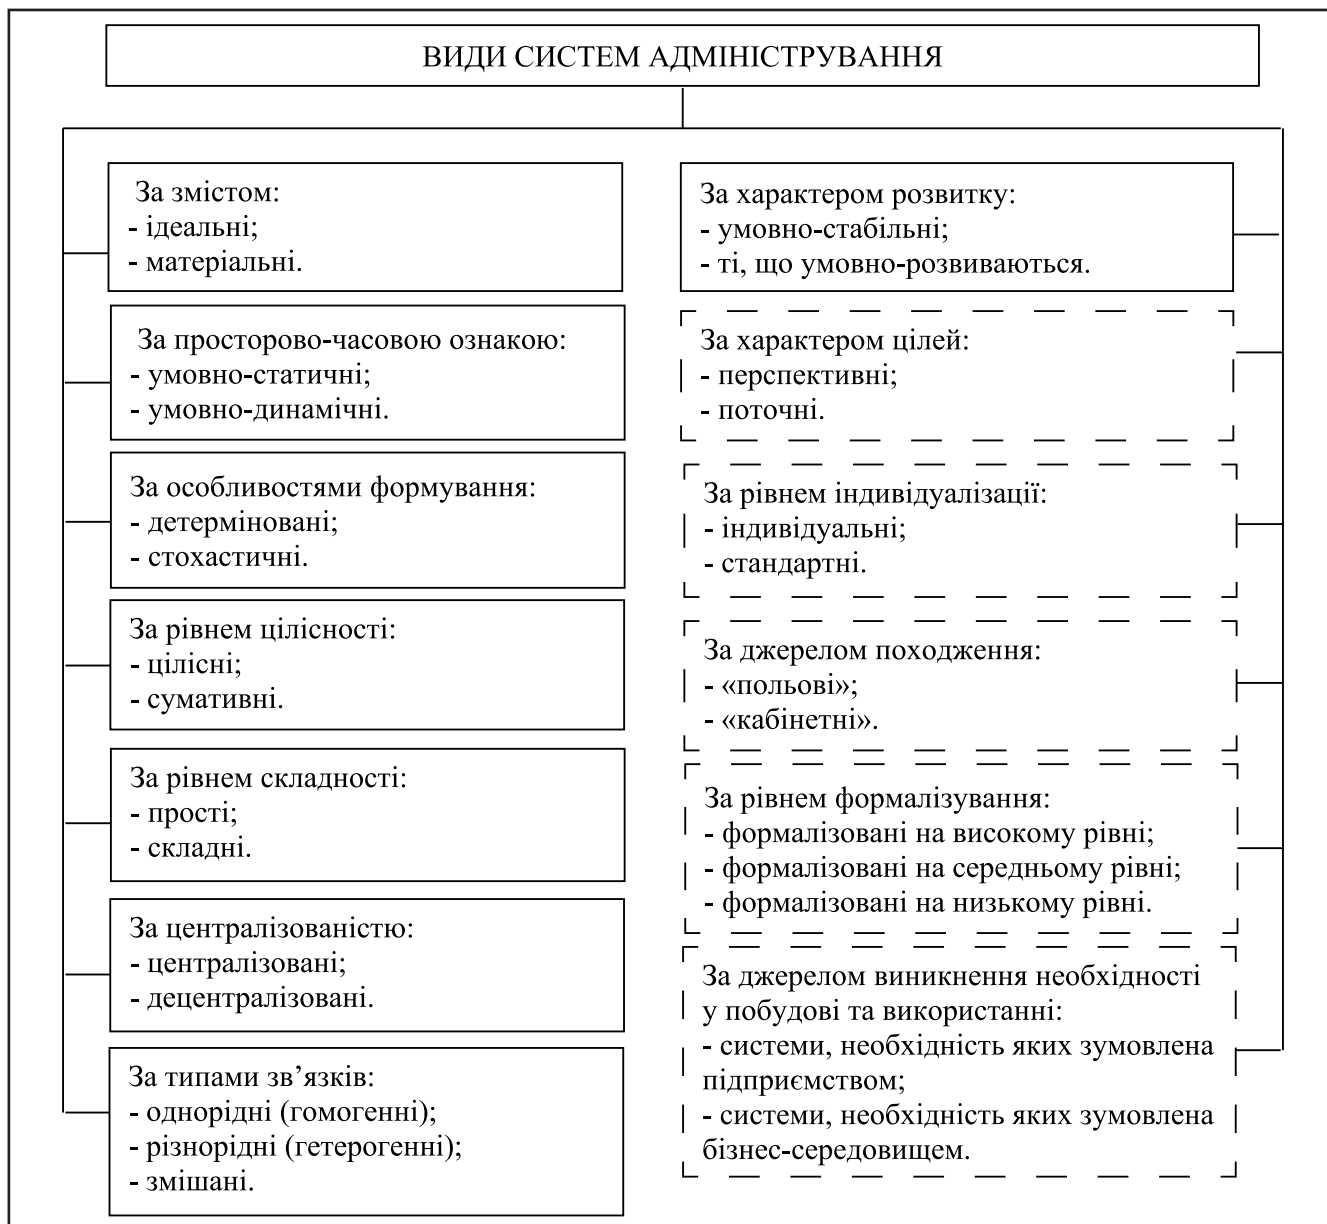 ВИДИ СИСТЕМ АДМІНІСТРУВАННЯ
За змістом:
- ідеальні;
- матеріальні.
За просторово-часовою ознакою:
- умовно-статичні;
- умовно-динамічні.
За особливостями формування:
- детерміновані;
- стохастичні.
За рівнем цілісності:
- цілісні;
- сумативні.
За рівнем складності:
- прості;
- складні.
За централізованістю:
- централізовані;
- децентралізовані.
За типами зв’язків:
- однорідні (гомогенні);
- різнорідні (гетерогенні);
- змішані.
За характером розвитку:
- умовно-стабільні;
- ті, що умовно-розвиваються.
За характером цілей:
- перспективні;
- поточні.
За рівнем індивідуалізації:
- індивідуальні;
- стандартні.
За джерелом походження:
- «польові»;
- «кабінетні».
За рівнем формалізування:
- формалізовані на високому рівні;
- формалізовані на середньому рівні;
- формалізовані на низькому рівні.
За джерелом виникнення необхідності
у побудові та використанні:
- системи, необхідність яких зумовлена
підприємством;
- системи, необхідність яких зумовлена
бізнес-середовищем.